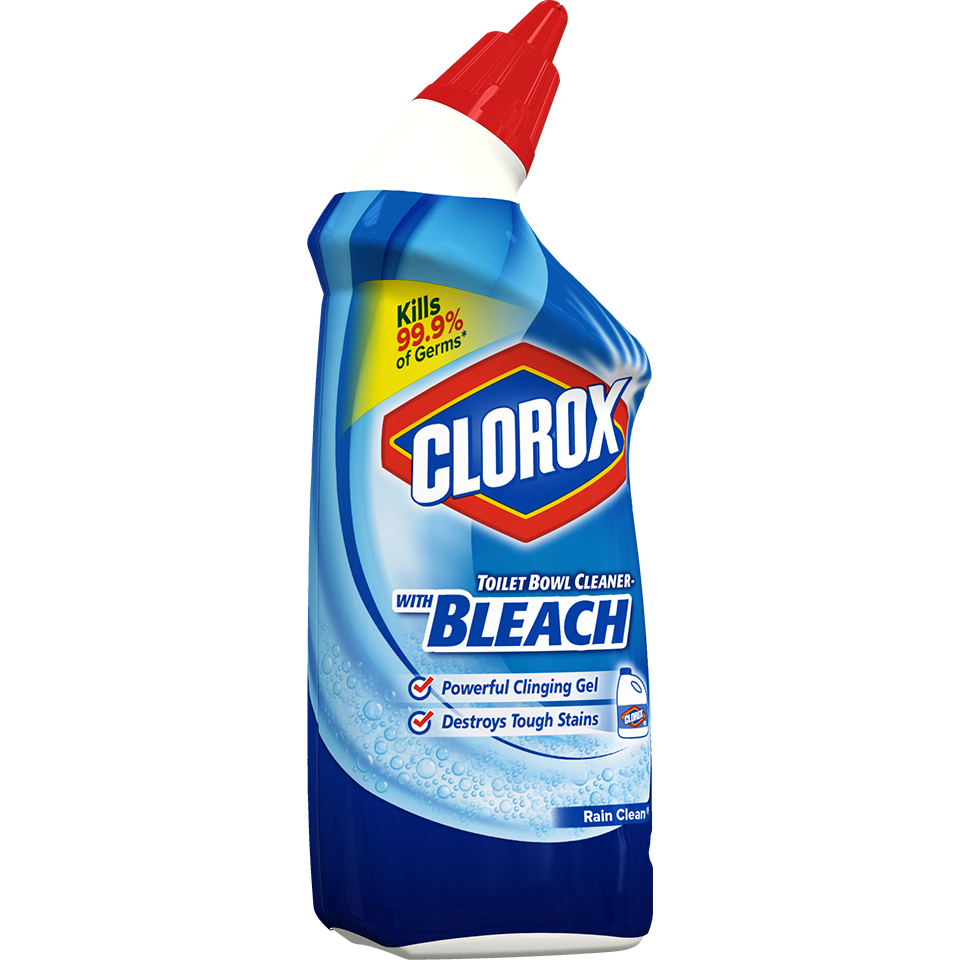 Kills
99.9%
of Germs*
CLOROX
TOILET BOWL CLEANER-
WITH BLEACH
Powerful Clinging Gel
Destroys Tough Stains
CLOROX
Rain Clean®